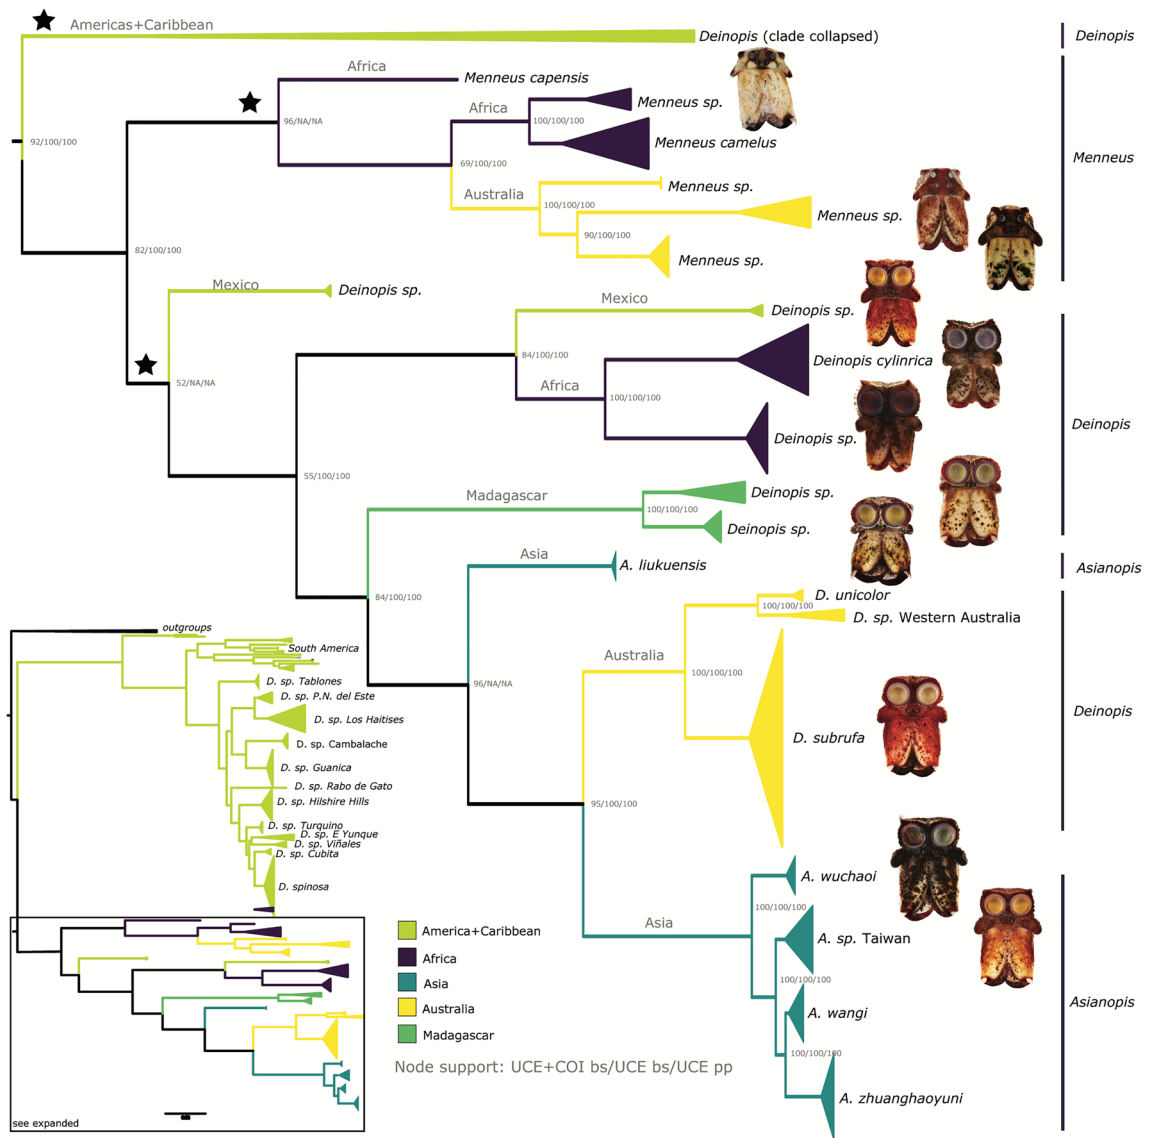 Americas+Caribbean
Deinopis (clade collapsed)
Deinopis
92/100/100
Africa
Menneus capensis
96/NA/NA
Africa
Menneus sp.
100/100/100
Menneus camelus
Menneus
69/100/100
Australia
Menneus sp.
100/100/100
Menneus sp.
90/100/100
Menneus sp.
82/100/100
Mexico
Deinopis sp.
52/NA/NA
Mexico
Deinopis sp.
84/100/100
Deinopis cylinrica
Africa
100/100/100
Deinopis sp.
Deinopis
55/100/100
Madagascar
Deinopis sp.
100/100/100
Deinopis sp.
Asia
A. liukuensis
Asianopis
84/100/100
D. unicolor
100/100/100
D. sp. Western Australia
Australia
100/100/100
96/NA/NA
Deinopis
D. subrufa
95/100/100
A. wuchaoi
100/100/100
Asia
A. sp. Taiwan
100/100/100
A. wangi
Asianopis
100/100/100
A. zhuanghaoyuni
outgroups
South America
D. sp. Tablones
D. sp. P.N. del Este
D. sp. Los Haitises
D. sp. Cambalache
D. sp. Guanica
D. sp. Rabo de Gato
D. sp. Hilshire Hills
D. sp. Turquino
D. sp. E Yunque
D. sp. Viñales
D. sp. Cubita
D. spinosa
see expanded
America+Caribbean
Africa
Asia
Australia
Madagascar
Node support: UCE+COI bs/UCE bs/UCE pp